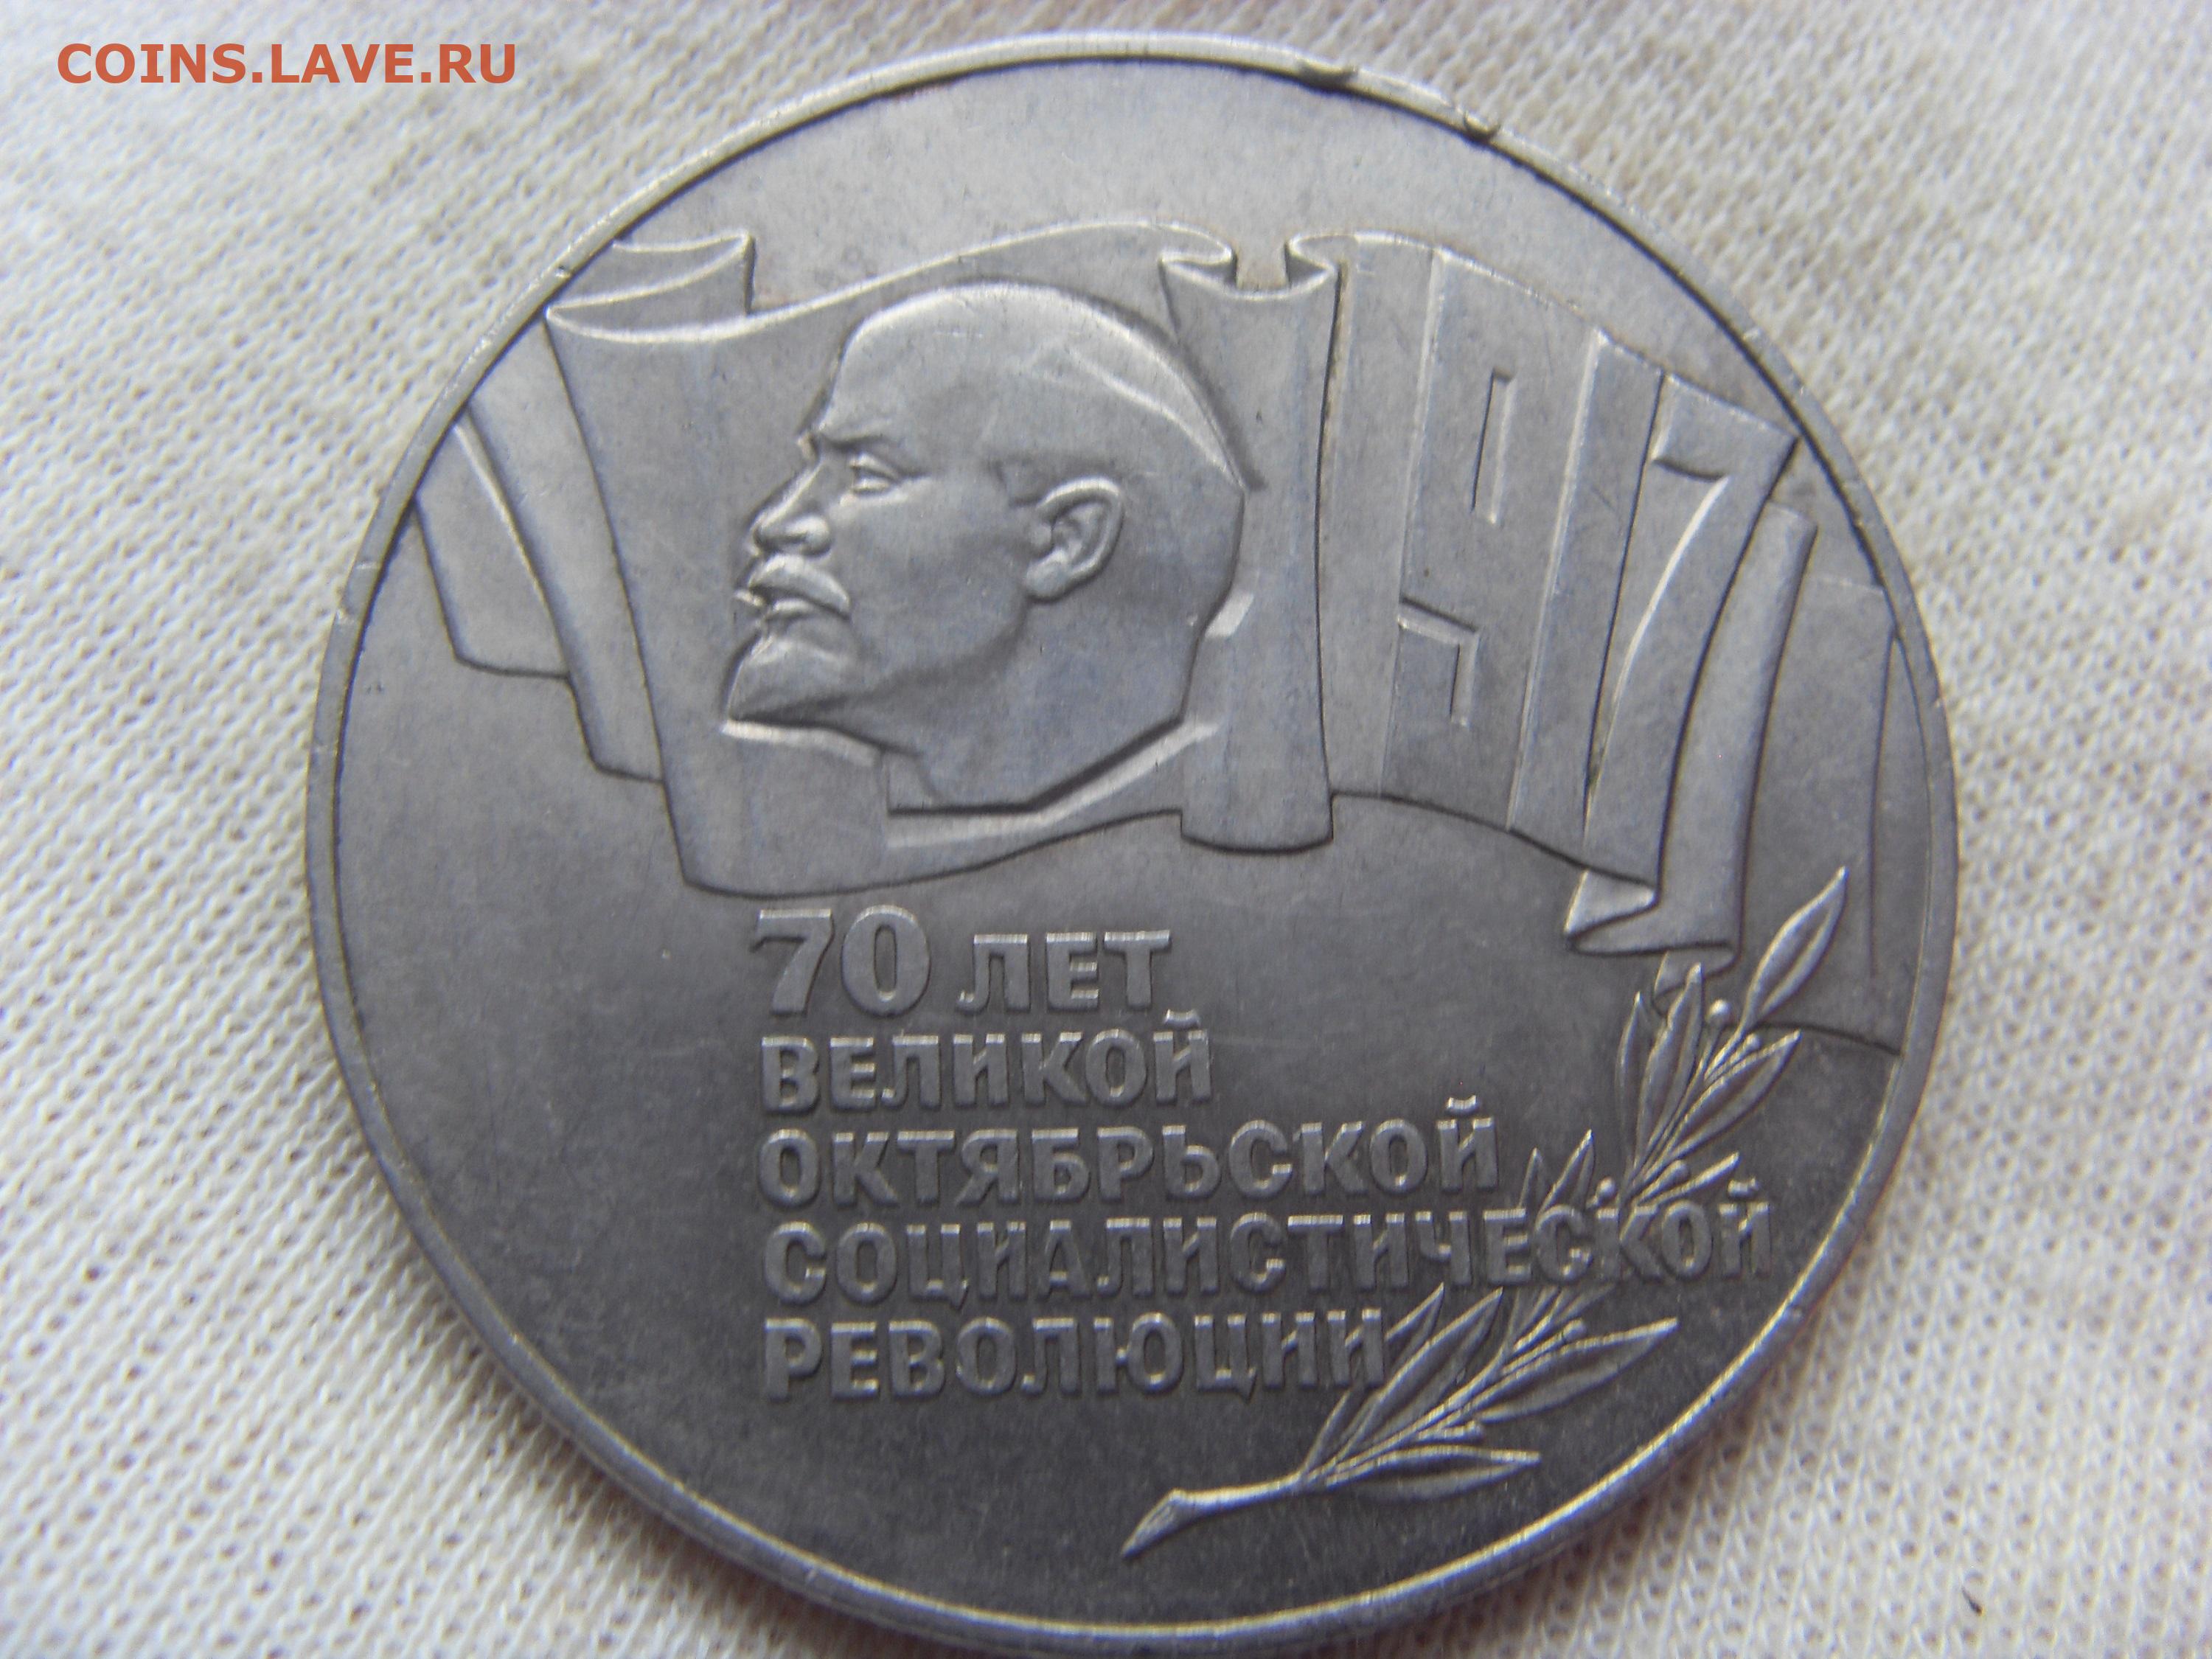 COINS.LAVE.RU
1917
70 ЛЕТ
ВЕЛИКОЙ
ОКТЯБРЬСКОЙ
СОЦИАЛИСТИЧЕСКОЙ
РЕВОЛЮЦИИ